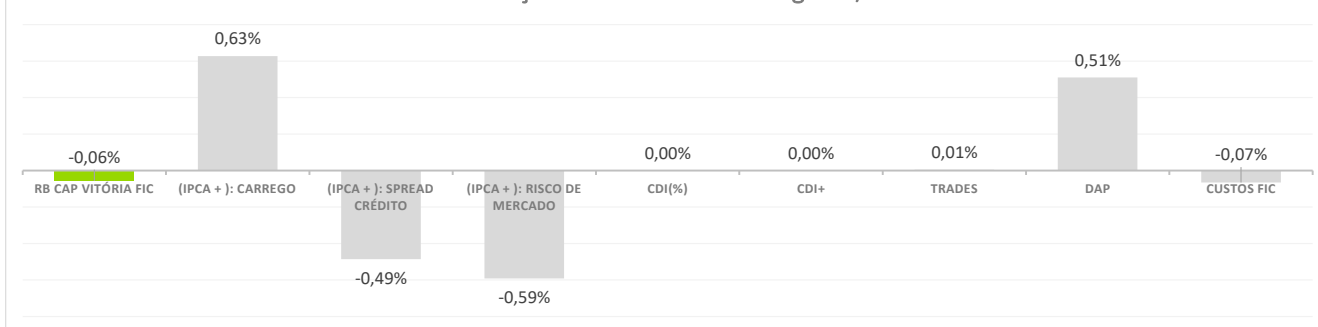 0,63%
0,51%
-0,06%
0,00%
0,00%
0,01%
-0,07%
RB CAP VITÓRIA FIC
(IPCA + ): CARREGO
(IPCA + ): SPREAD
CRÉDITO
(IPCA + ): RISCO DE
MERCADO
CDI(%)
CDI+
TRADES
DAP
CUSTOS FIC
-0,49%
-0,59%